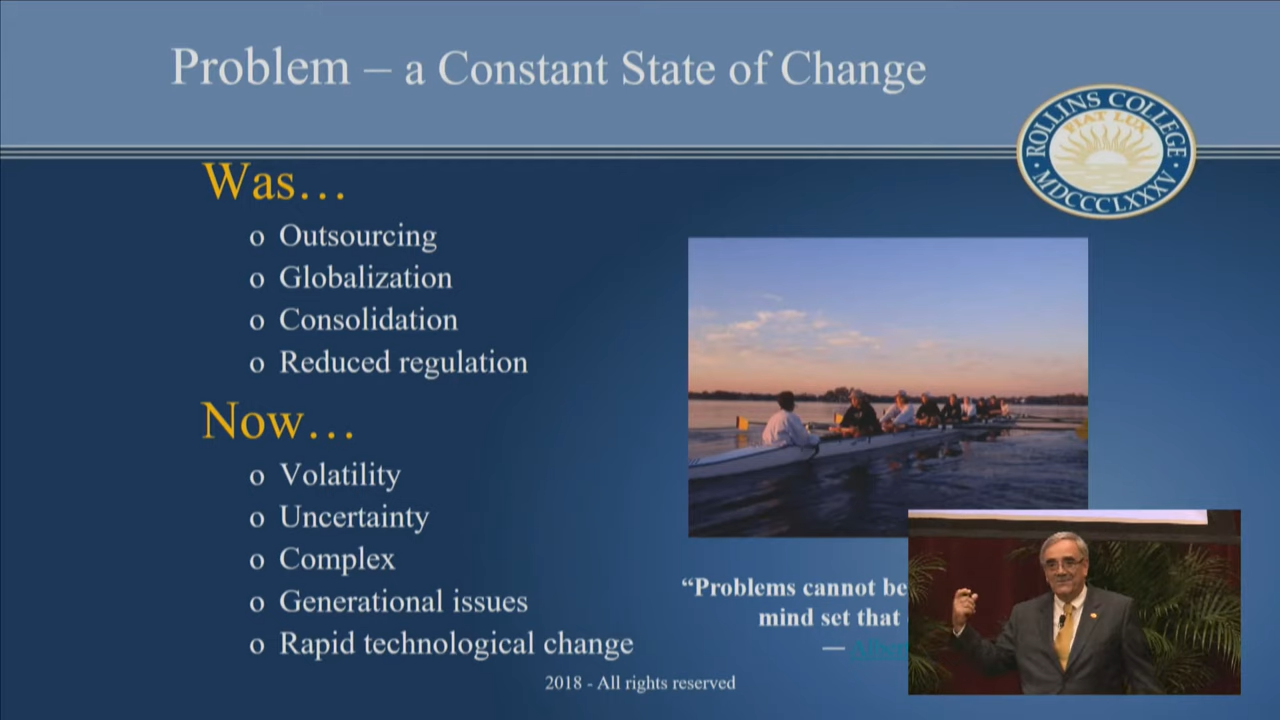 Problem – a Constant State of Change
ROLLINS COLLEGE
FIAT LUX
MDCCCLXXXV
Was…
o Outsourcing
o Globalization
o Consolidation
o Reduced regulation
Now…
o Volatility
o Uncertainty
o Complex
o Generational issues
o Rapid technological change
“Problems cannot be
mind set that
—
2018 - All rights reserved